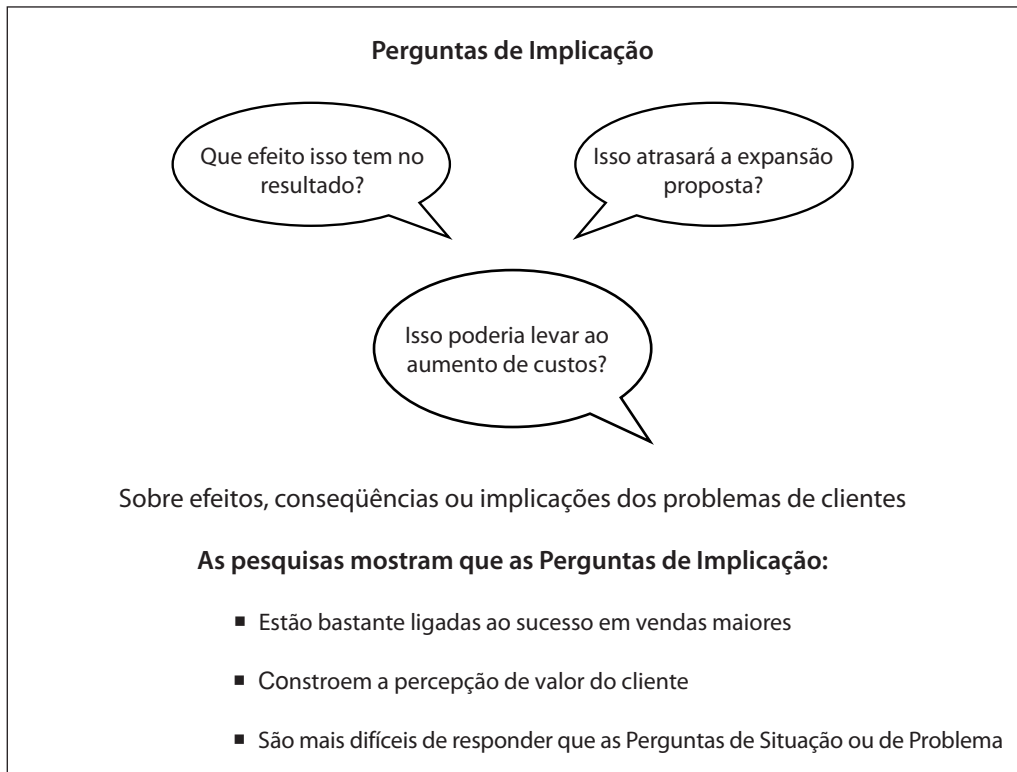 Perguntas de Implicação
Que efeito isso tem no
resultado?
Isso atrasará a expansão
proposta?
Isso poderia levar ao
aumento de custos?
Sobre efeitos, conseqüências ou implicações dos problemas de clientes
As pesquisas mostram que as Perguntas de Implicação:
▪ Estão bastante ligadas ao sucesso em vendas maiores
▪ Constroem a percepção de valor do cliente
▪ São mais difíceis de responder que as Perguntas de Situação ou de Problema